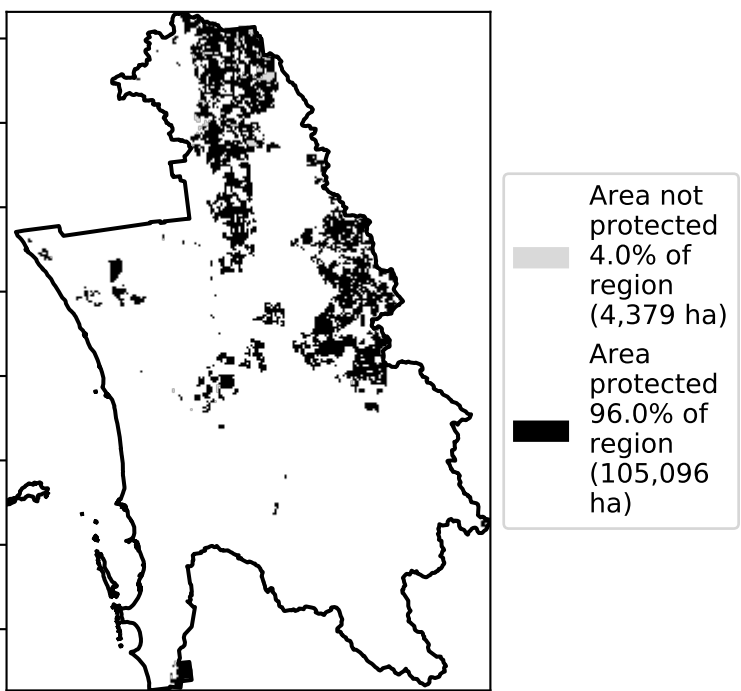 Area not
protected
4.0% of
region
(4,379 ha)
Area
protected
96.0% of
region
(105,096
ha)